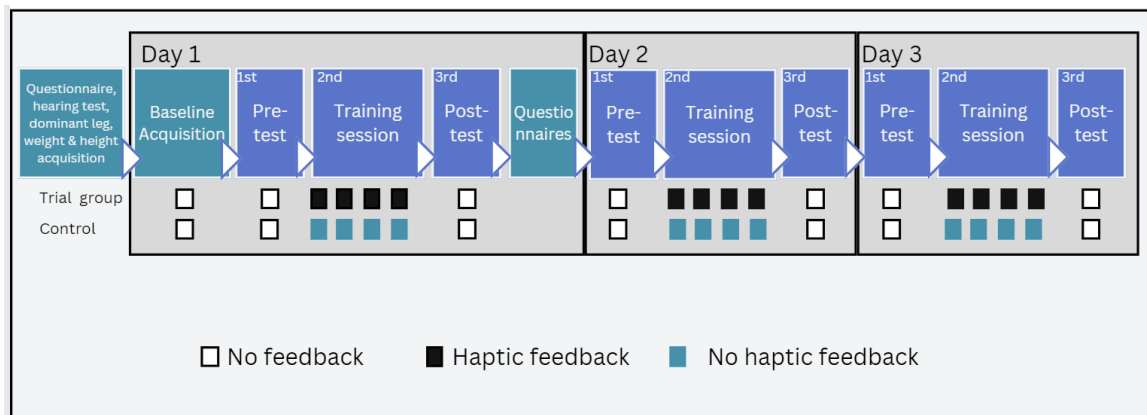 Day 1
Day 2
Day 3
Questionnaire,
hearing test,
dominant leg,
weight & height
acquisition
Baseline
Acquisition
1st
Pre-
test
2nd
Training
session
3rd
Post-
test
Questio
nnaires
1st
Pre-
test
2nd
Training
session
3rd
Post-
test
1st
Pre-
test
2nd
Training
session
3rd
Post-
test
Trial group
Control
No feedback
Haptic feedback
No haptic feedback